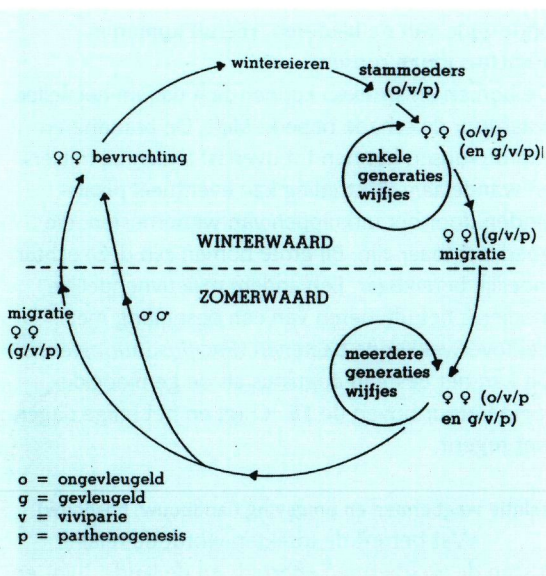 wintereieren
stammoeders
(o/v/p)
♀ ♀ (o/v/p
(en g/v/p)|
enkele
generaties
wijfjes
♀ ♀ bevruchting
♀ ♀ (g/v/p)
migratie
WINTERWAARD
ZOMERWAARD
migratie
♀ ♀
(g/v/p)
♂ ♂
meerdere
generaties
wijfjes
♀ ♀ (o/v/p
en g/v/p)
o = ongevleugeld
g = gevleugeld
v = viviparie
p = parthenogenesis